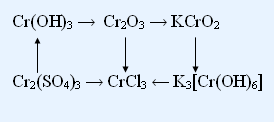 Cr(OH)₃ → Cr₂O₃ → KCrO₂
Cr₂(SO₄)₃ → CrCl₃ ← K₃[Cr(OH)₆]